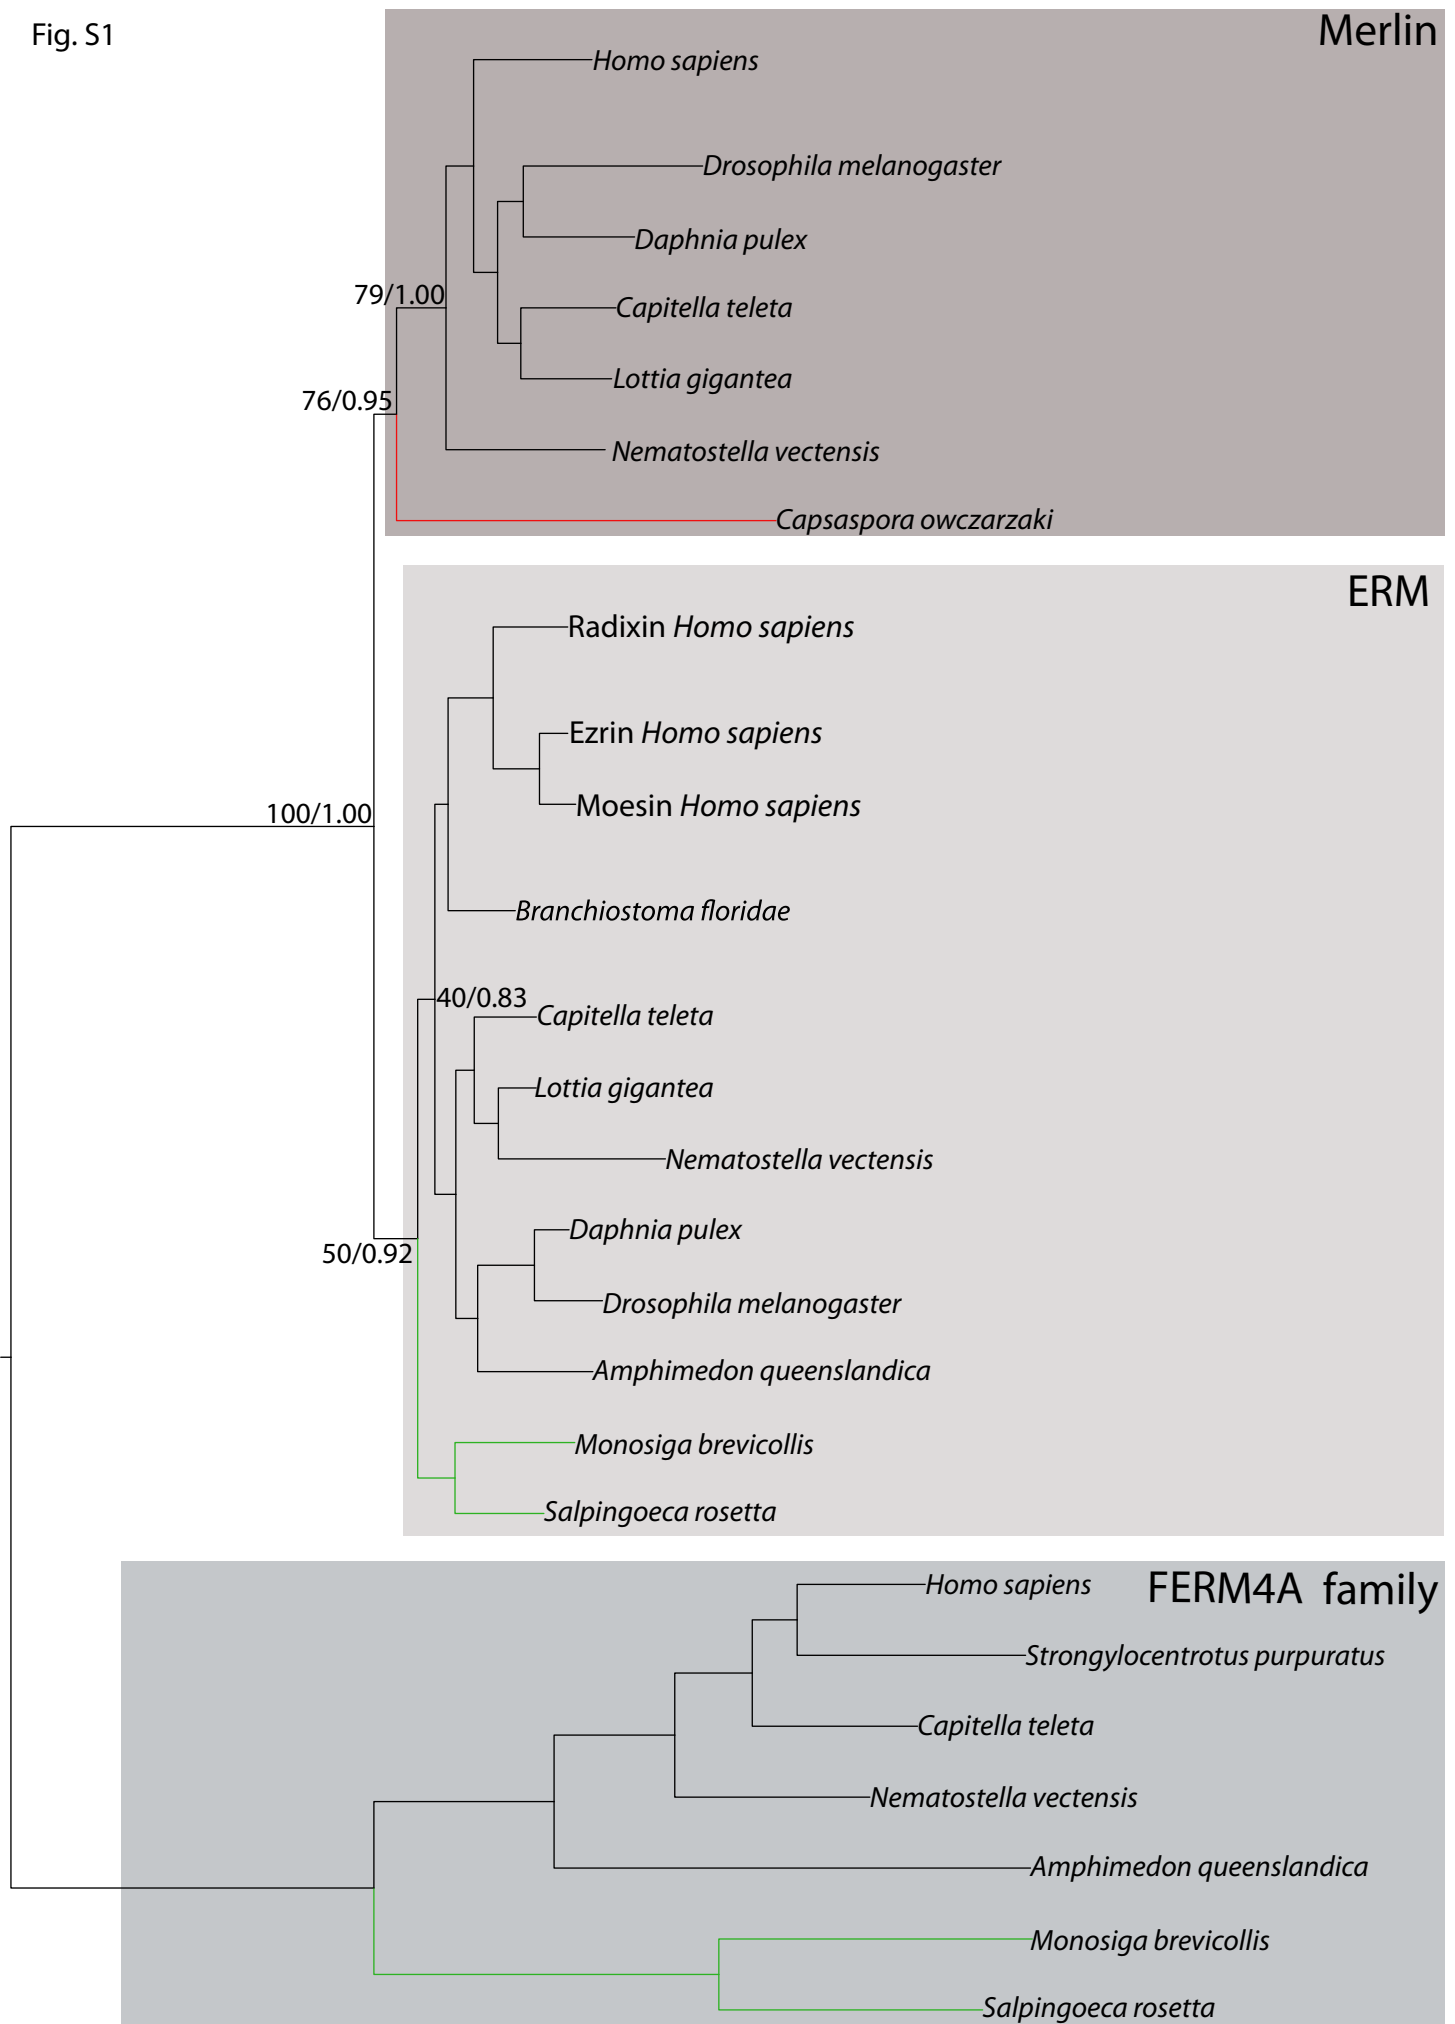 Fig. S1
Merlin
Homo sapiens
Drosophila melanogaster
Daphnia pulex
79/1.00
Capitella teleta
Lottia gigantea
76/0.95
Nematostella vectensis
Capsaspora owczarzaki
ERM
Radixin Homo sapiens
Ezrin Homo sapiens
Moesin Homo sapiens
100/1.00
Branchiostoma floridae
40/0.83
Capitella teleta
Lottia gigantea
Nematostella vectensis
Daphnia pulex
50/0.92
Drosophila melanogaster
Amphimedon queenslandica
Monosiga brevicollis
Salpingoeca rosetta
Homo sapiens
FERM4A family
Strongylocentrotus purpuratus
Capitella teleta
Nematostella vectensis
Amphimedon queenslandica
Monosiga brevicollis
Salpingoeca rosetta